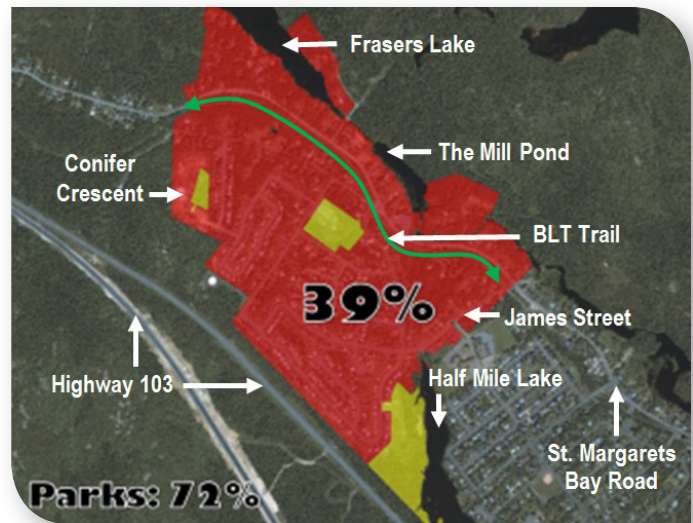 Frasers Lake
The Mill Pond
Conifer
Crescent
BLT Trail
39%
James Street
Highway 103
Half Mile Lake
St. Margarets
Bay Road
Parks: 72%